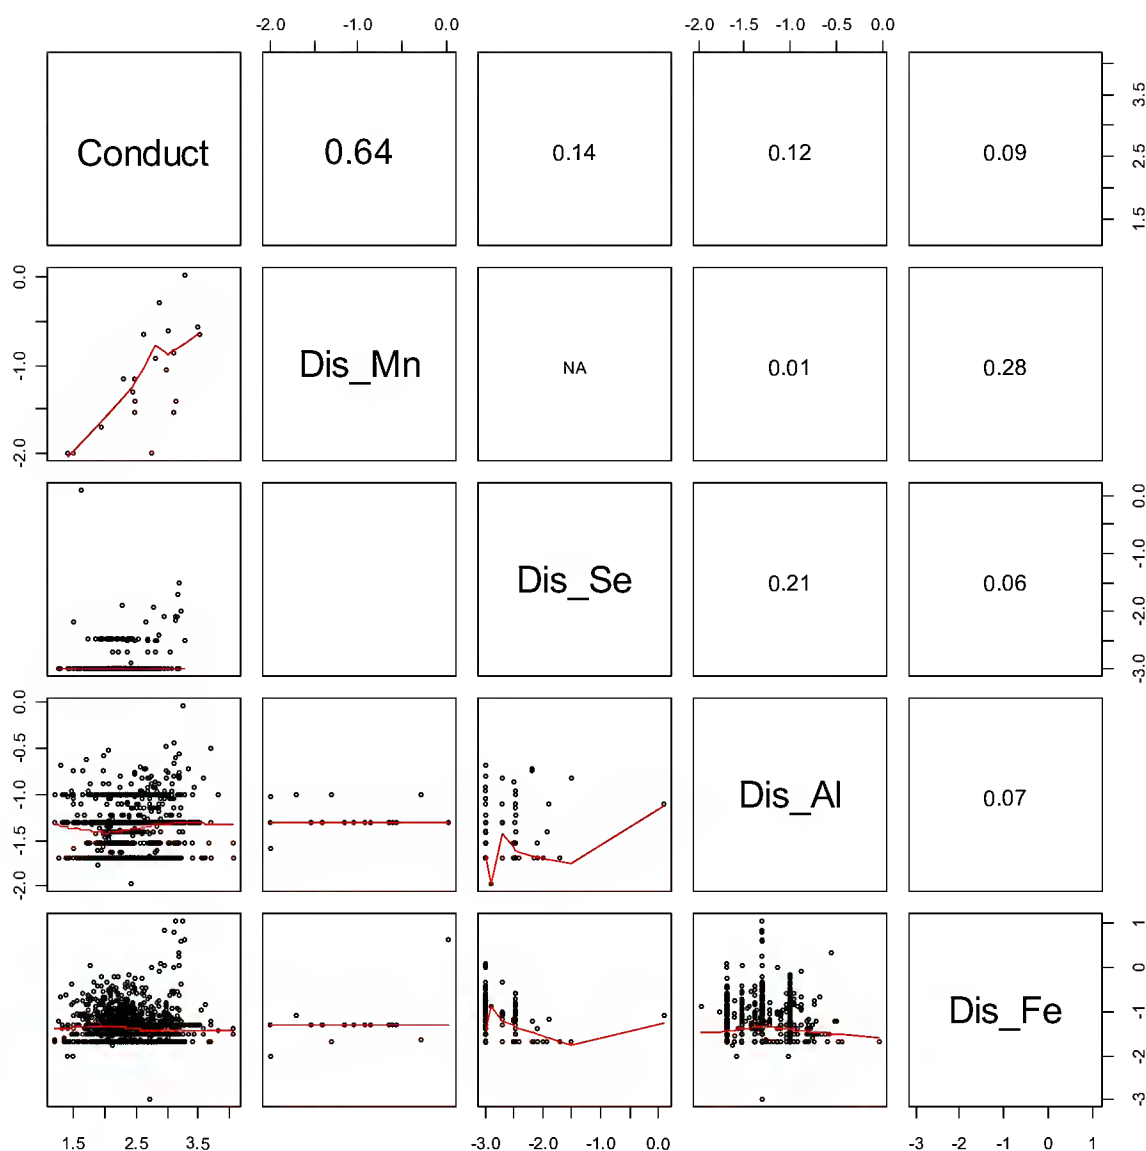 -2.0 -1.0 0.0 -2.0 -1.5 -1.0 -0.5 0.0
Conduct 0.64 0.14 0.12 0.09
1.5 2.5 3.5
0.0 -1.0 -2.0
Dis_Mn NA 0.01 0.28
Dis_Se 0.21 0.06
0.0 -1.0 -2.0 -3.0
0.0 -0.5 -1.0 -1.5 -2.0
Dis_Al 0.07
Dis_Fe
1 0 -1 -2 -3
1.5 2.5 3.5 -3.0 -2.0 -1.0 0.0 -3 -2 -1 0 1